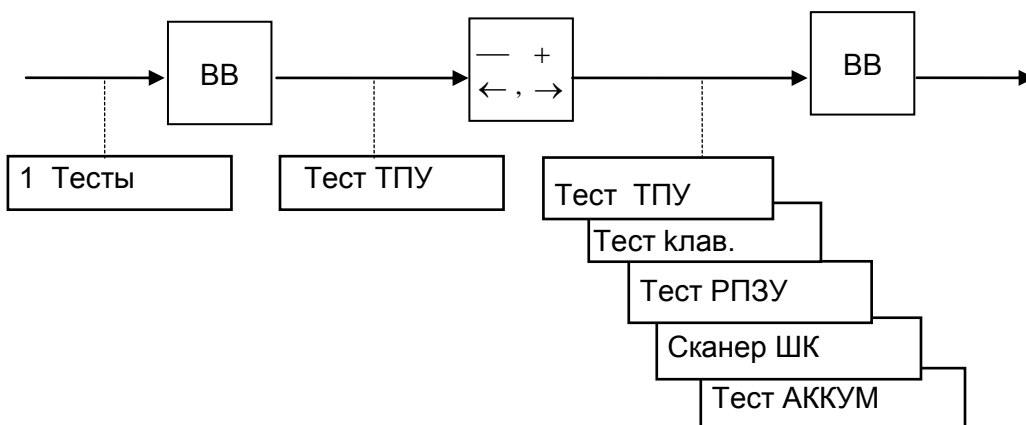 ВВ
— +
← , →
ВВ
1 Тесты
Тест ТПУ
Тест ТПУ
Тест kлав.
Тест РПЗУ
Сканер ШК
Тест АККУМ